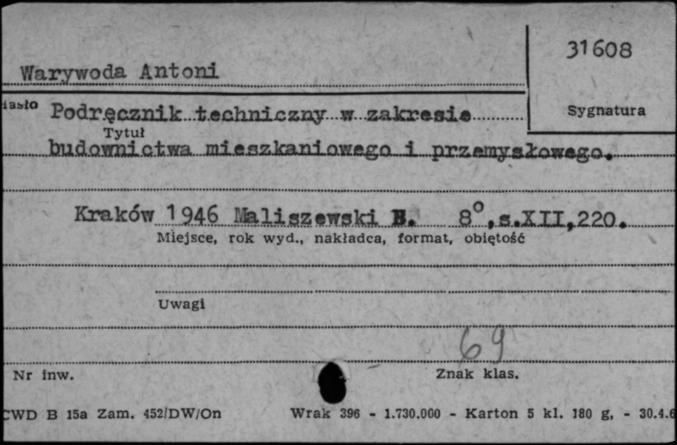 31608
Warywoda Antoni
iasło
Podręcznik techniczny w zakresie
Sygnatura
Tytuł
budownictwa mieszkaniowego i przemysłowego.
Kraków 1946 Maliszewski B. 8°,s.XII,220.
Miejsce, rok wyd., nakładca, format, obiętość
Uwagi
69
Nr inw.
Znak klas.
CWD B 15a Zam. 452/DW/On Wrak 396 - 1.730.000 - Karton 5 kl. 180 g, - 30.4.6